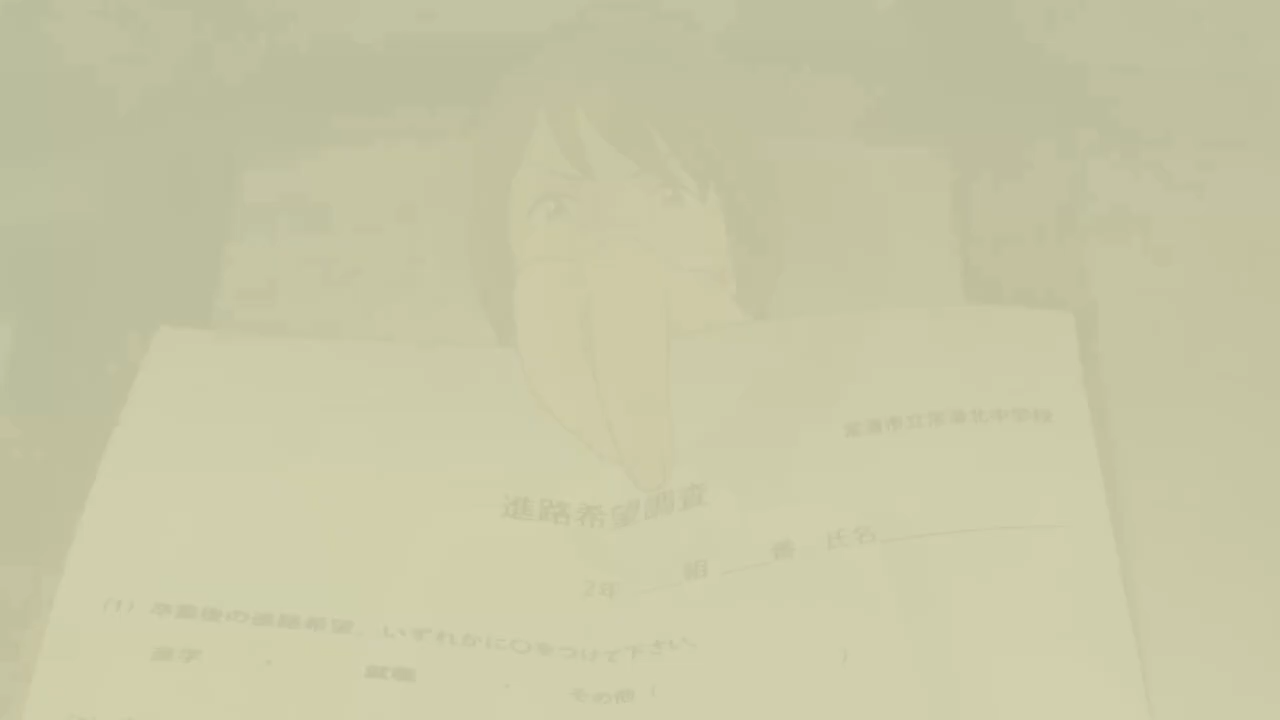 進路希望調査
2年 組 番 氏名
(1) 卒業後の進路希望、いずれかに○をつけて下さい。
進学 ・ 就職 ・ その他 ( )